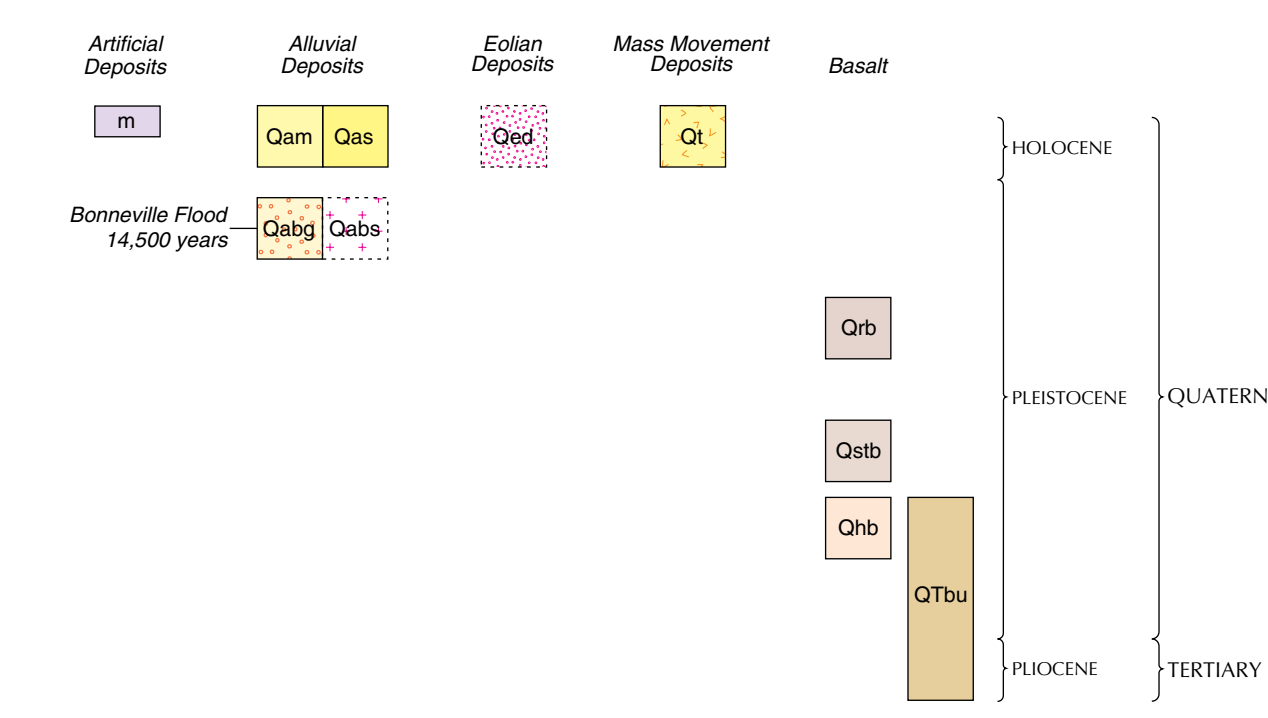 Artificial
Deposits
Alluvial
Deposits
Eolian
Deposits
Mass Movement
Deposits
Basalt
m
Qam
Qas
Qed
Qt
HOLOCENE
Bonneville Flood
14,500 years
Qabg
Qabs
Qrb
PLEISTOCENE
QUATERN
Qstb
Qhb
QTbu
PLIOCENE
TERTIARY